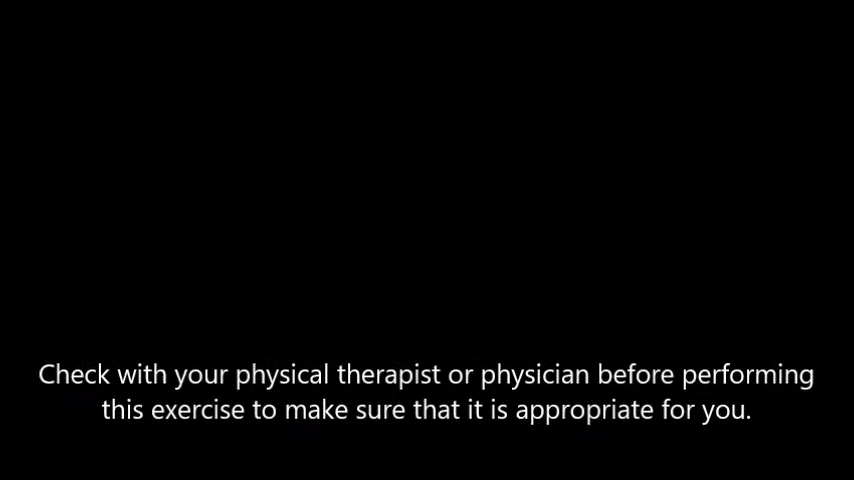 Check with your physical therapist or physician before performing
this exercise to make sure that it is appropriate for you.